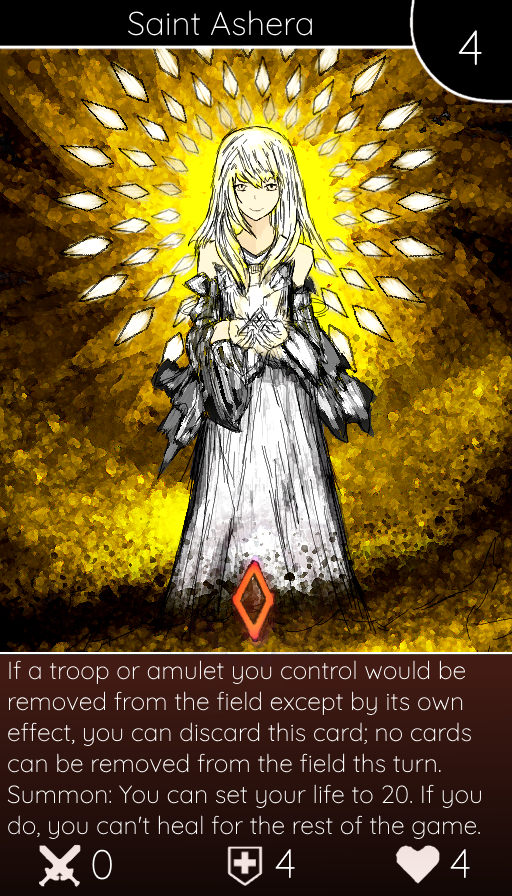 Saint Ashera
4
If a troop or amulet you control would be
removed from the field except by its own
effect, you can discard this card; no cards
can be removed from the field ths turn.
Summon: You can set your life to 20. If you
do, you can't heal for the rest of the game.
0 4 4